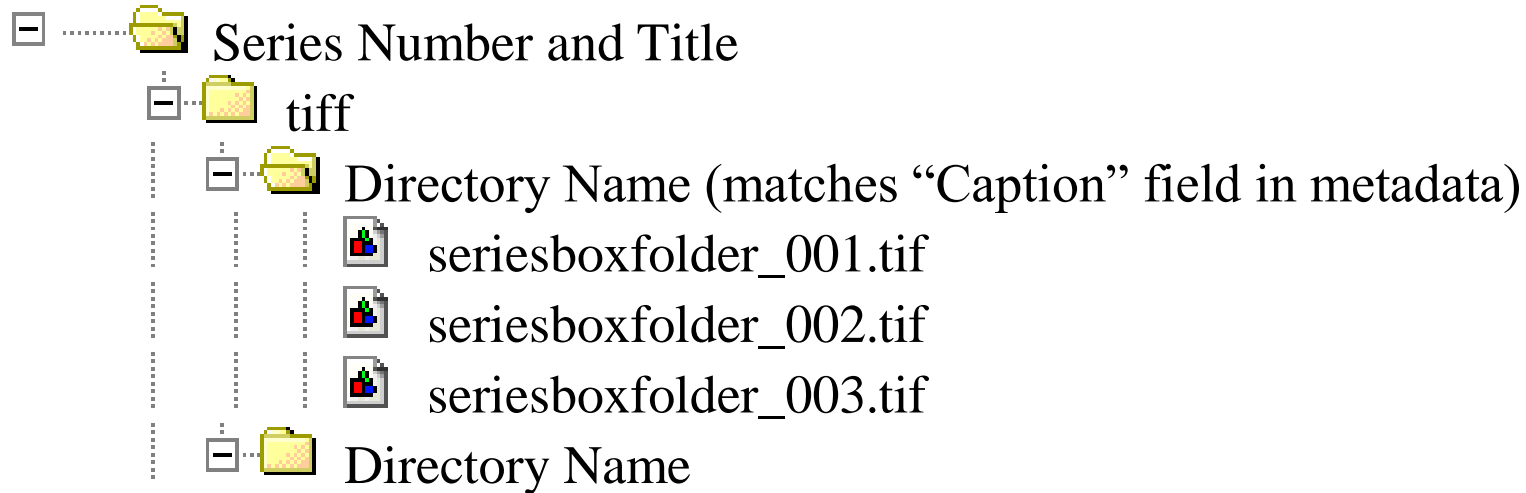 Series Number and Title
tiff
Directory Name (matches “Caption” field in metadata)
seriesboxfolder_001.tif
seriesboxfolder_002.tif
seriesboxfolder_003.tif
Directory Name